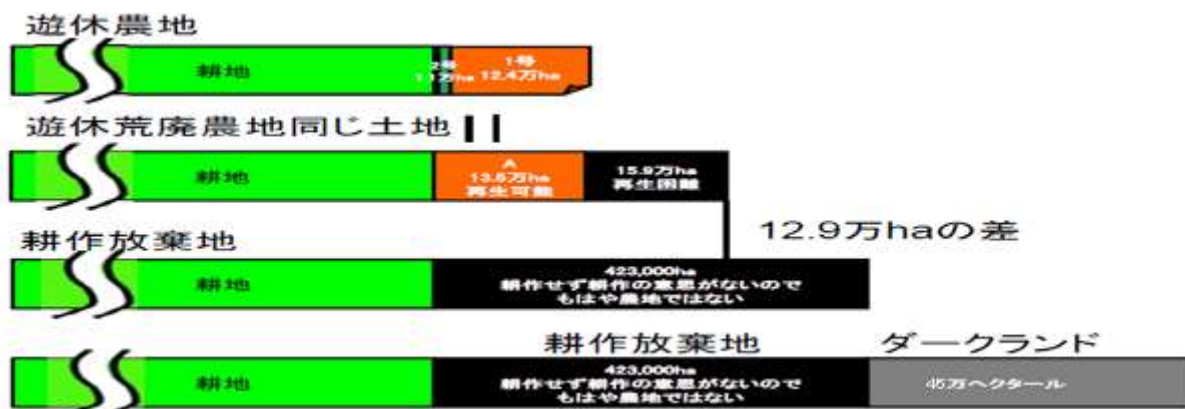 遊休農地
耕地
2号
1.1万ha
1号
12.4万ha
遊休荒廃農地同じ土地
耕地
A
13.6万ha
再生可能
15.9万ha
再生困難
12.9万haの差
耕作放棄地
耕地
423,000ha
耕作せず耕作の意思がないので
もはや農地ではない
耕作放棄地
ダークランド
耕地
423,000ha
耕作せず耕作の意思がないので
もはや農地ではない
45万ヘクタール